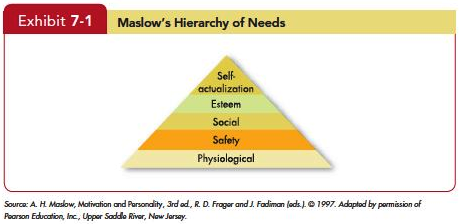 Exhibit 7-1 Maslow's Hierarchy of Needs
Self-
actualization
Esteem
Social
Safety
Physiological
Source: A. H. Maslow, Motivation and Personality, 3rd ed., R. D. Frager and J. Fadiman (eds.). © 1997. Adapted by permission of
Pearson Education, Inc., Upper Saddle River, New Jersey.